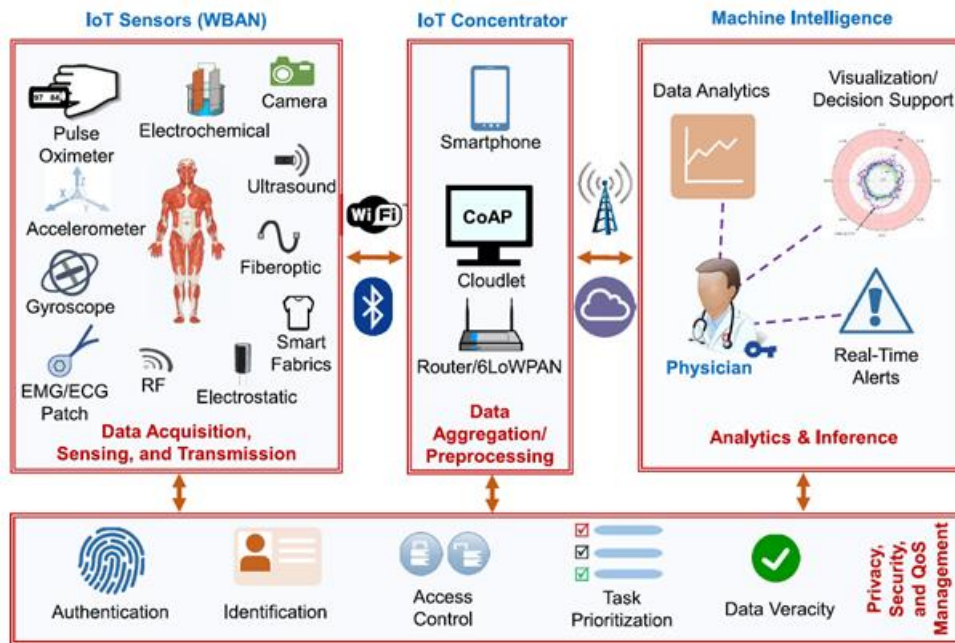 IoT Sensors (WBAN)
Pulse
Oximeter
Electrochemical
Camera
Ultrasound
X
Z
Y
Accelerometer
Fiberoptic
Gyroscope
Smart
Fabrics
EMG/ECG
Patch
RF
Electrostatic
Data Acquisition,
Sensing, and Transmission
WiFi
IoT Concentrator
Smartphone
CoAP
Cloudlet
Router/6LoWPAN
Data
Aggregation/
Preprocessing
Machine Intelligence
Data Analytics
Visualization/
Decision Support
Physician
Real-Time
Alerts
Analytics & Inference
Authentication
Identification
Access
Control
Task
Prioritization
Data Veracity
Privacy,
Security,
and QoS
Management